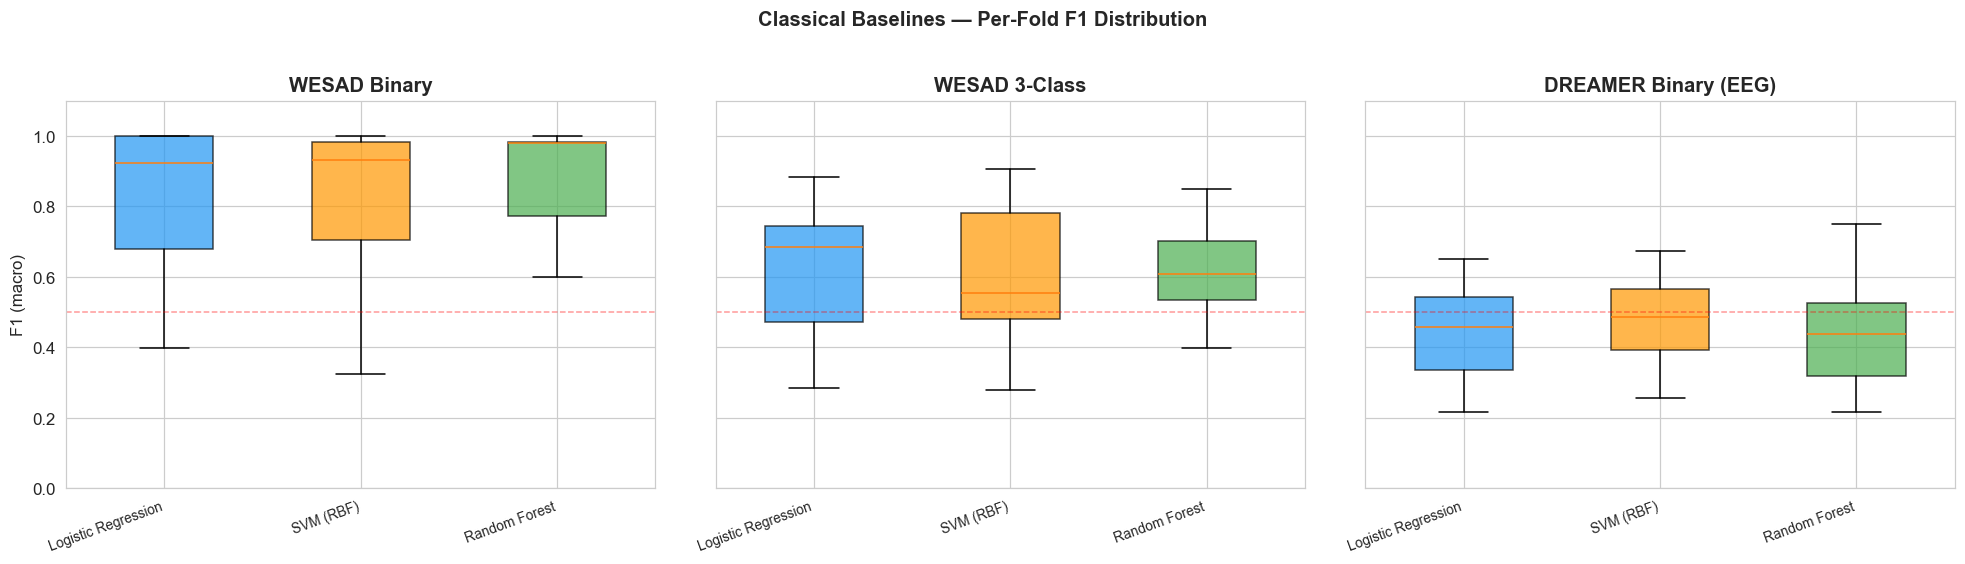 Classical Baselines — Per-Fold F1 Distribution
WESAD Binary
WESAD 3-Class
DREAMER Binary (EEG)
F1 (macro)
1.0
0.8
0.6
0.4
0.2
0.0
Logistic Regression
SVM (RBF)
Random Forest
Logistic Regression
SVM (RBF)
Random Forest
Logistic Regression
SVM (RBF)
Random Forest